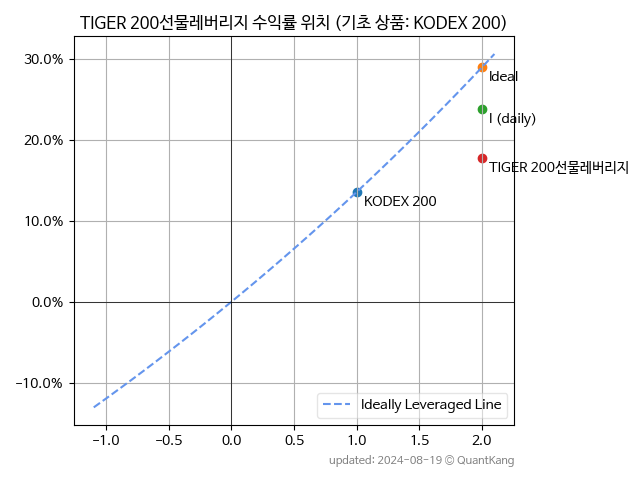 TIGER 200선물레버리지 수익률 위치 (기초 상품: KODEX 200)
30.0%
Ideal
I (daily)
20.0%
TIGER 200선물레버리지
KODEX 200
10.0%
0.0%
-10.0%
Ideally Leveraged Line
-1.0 -0.5 0.0 0.5 1.0 1.5 2.0
updated: 2024-08-19 © QuantKang